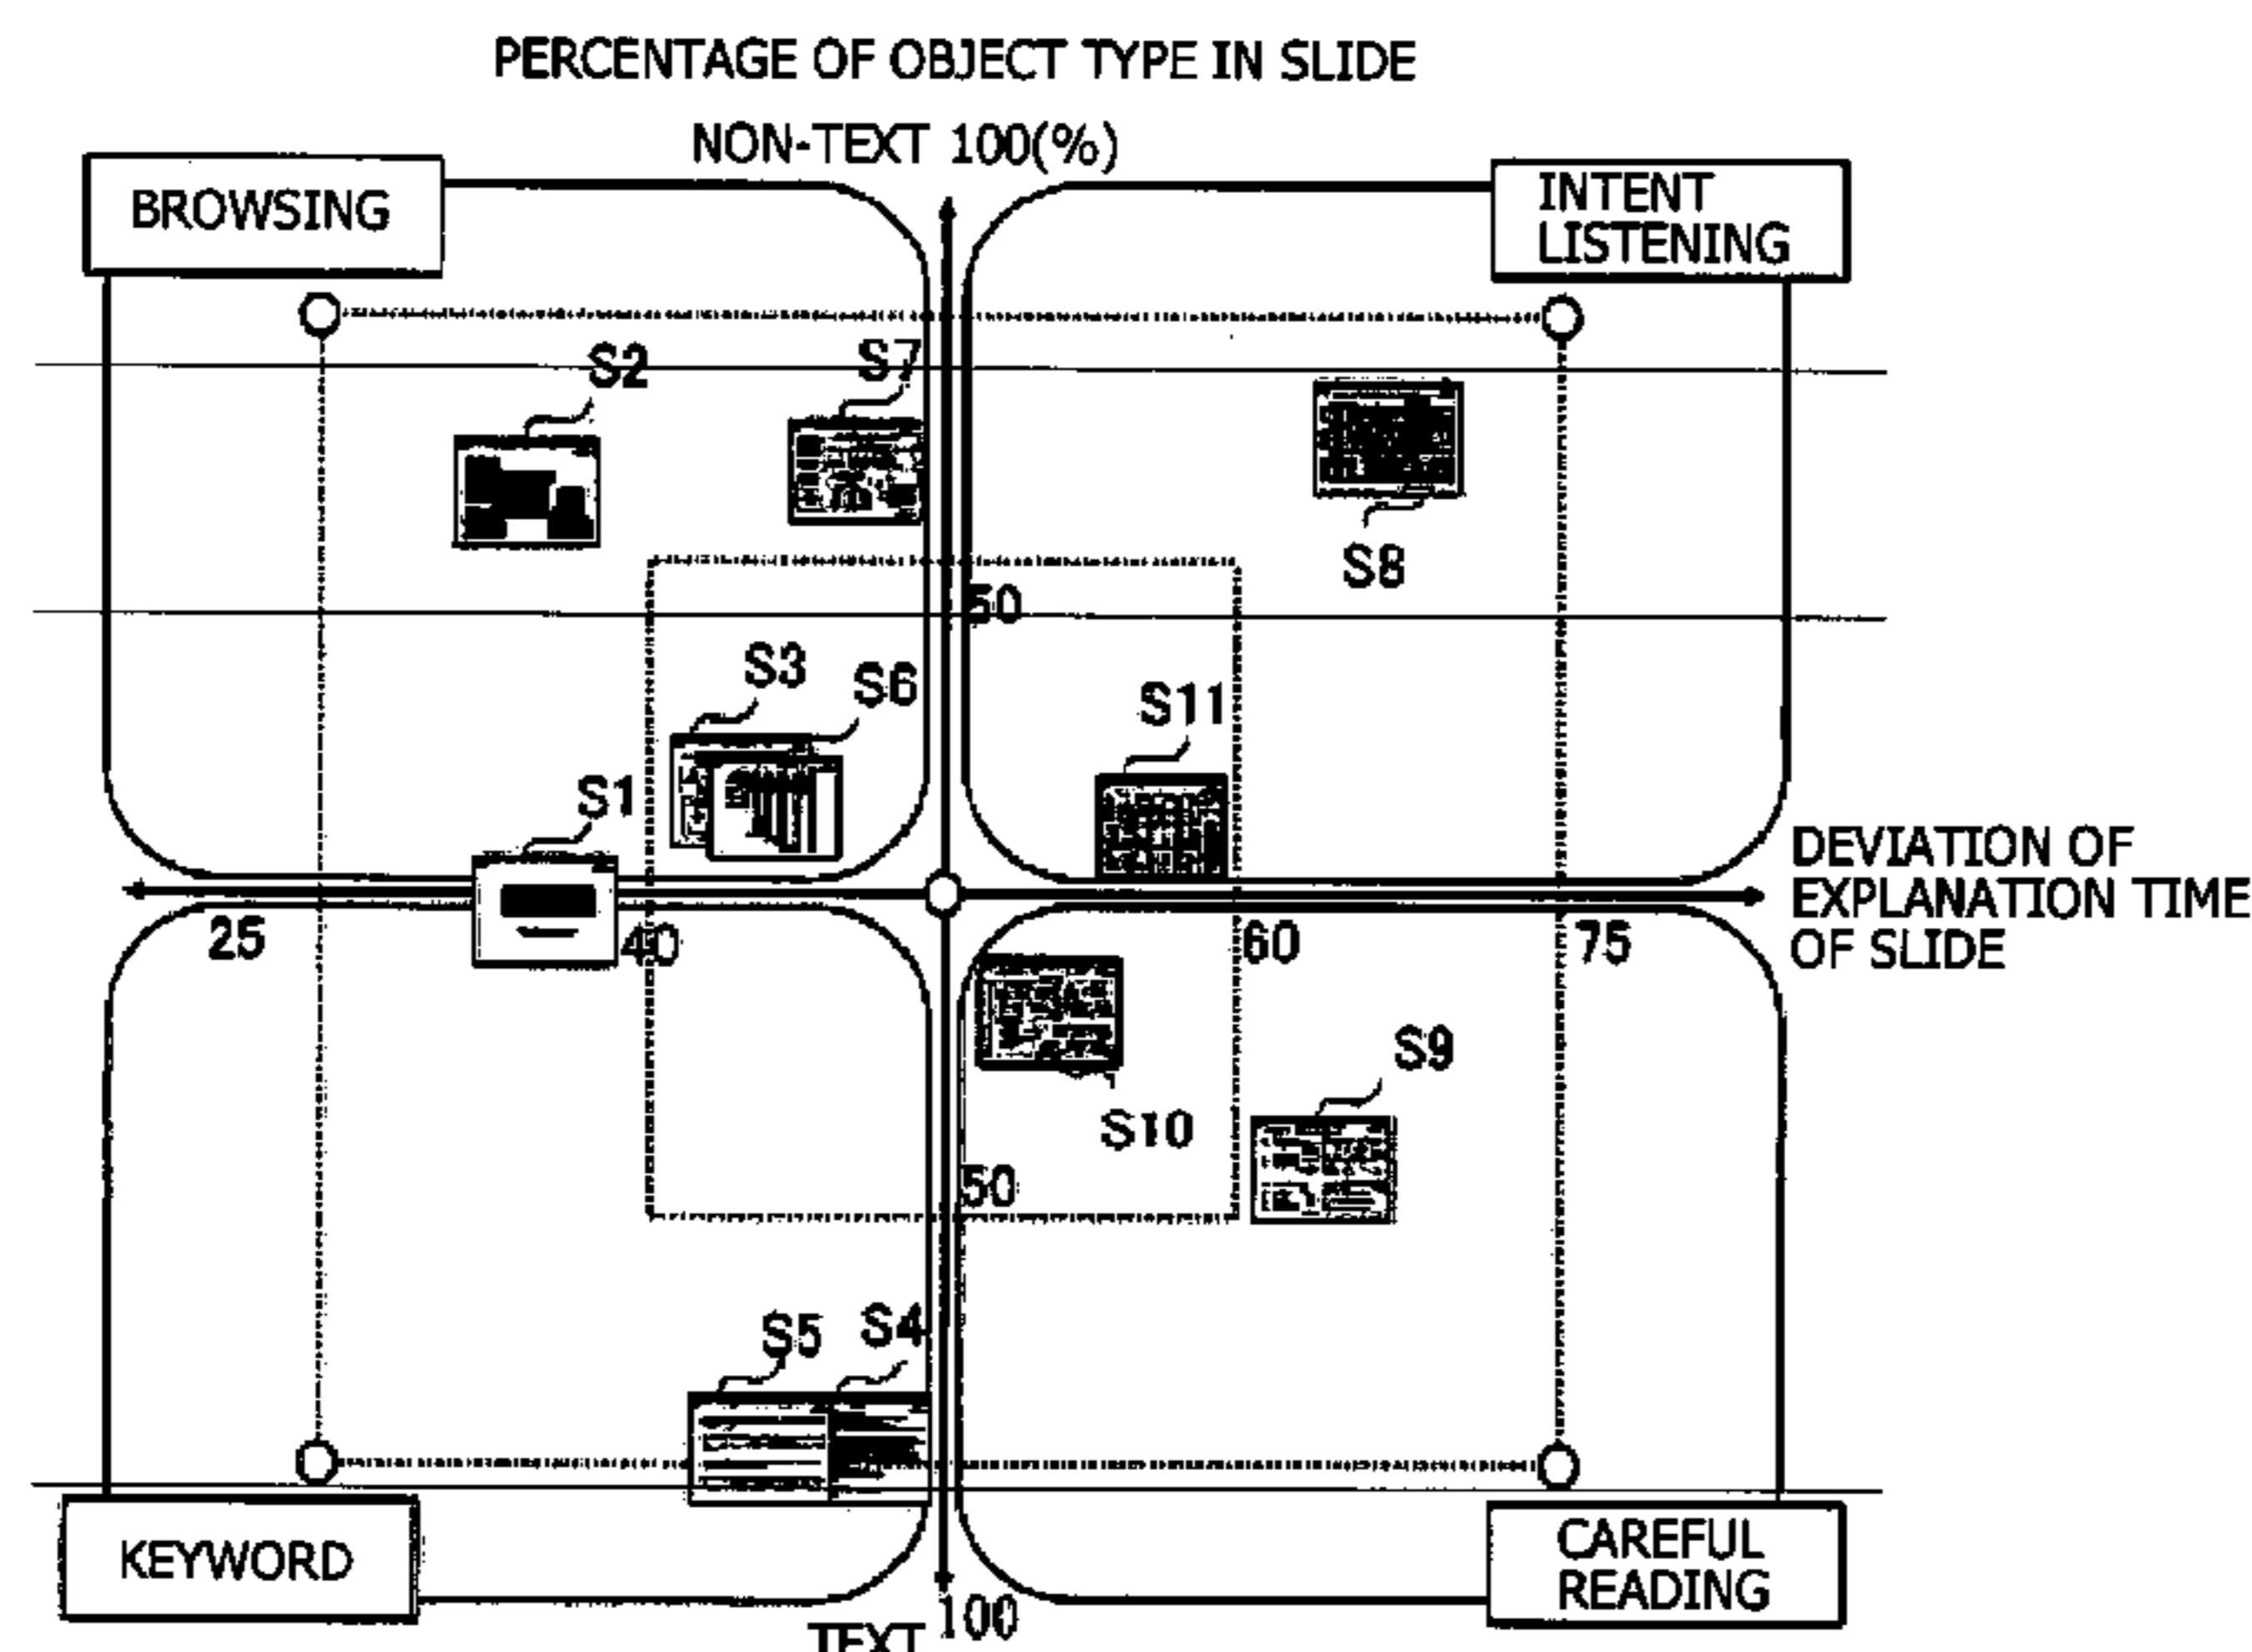 PERCENTAGE OF OBJECT TYPE IN SLIDE
NON-TEXT 100(%)
BROWSING
INTENT
LISTENING
S2
S7
S8
50
S3
S6
S11
S1
DEVIATION OF
EXPLANATION TIME
OF SLIDE
25
40
60
75
S9
S10
50
S5
S4
KEYWORD
CAREFUL
READING
100
TEXT